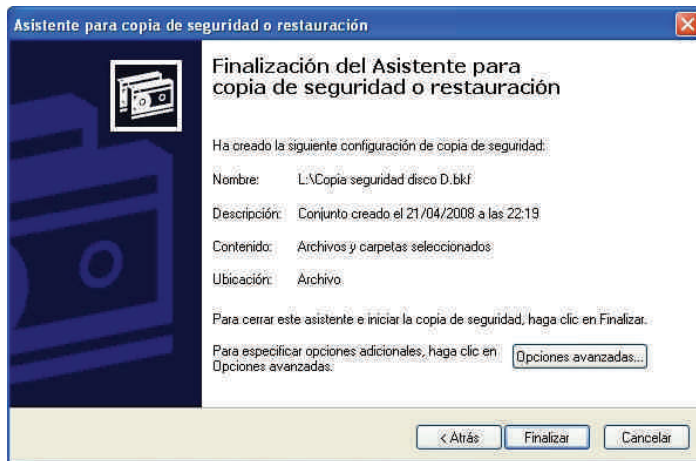 Asistente para copia de seguridad o restauración
Finalización del Asistente para
copia de seguridad o restauración
Ha creado la siguiente configuración de copia de seguridad:
Nombre: L:\Copia seguridad disco D.bkf
Descripción: Conjunto creado el 21/04/2008 a las 22:19
Contenido: Archivos y carpetas seleccionados
Ubicación: Archivo
Para cerrar este asistente e iniciar la copia de seguridad, haga clic en Finalizar.
Para especificar opciones adicionales, haga clic en
Opciones avanzadas.
Opciones avanzadas...
< Atrás Finalizar Cancelar